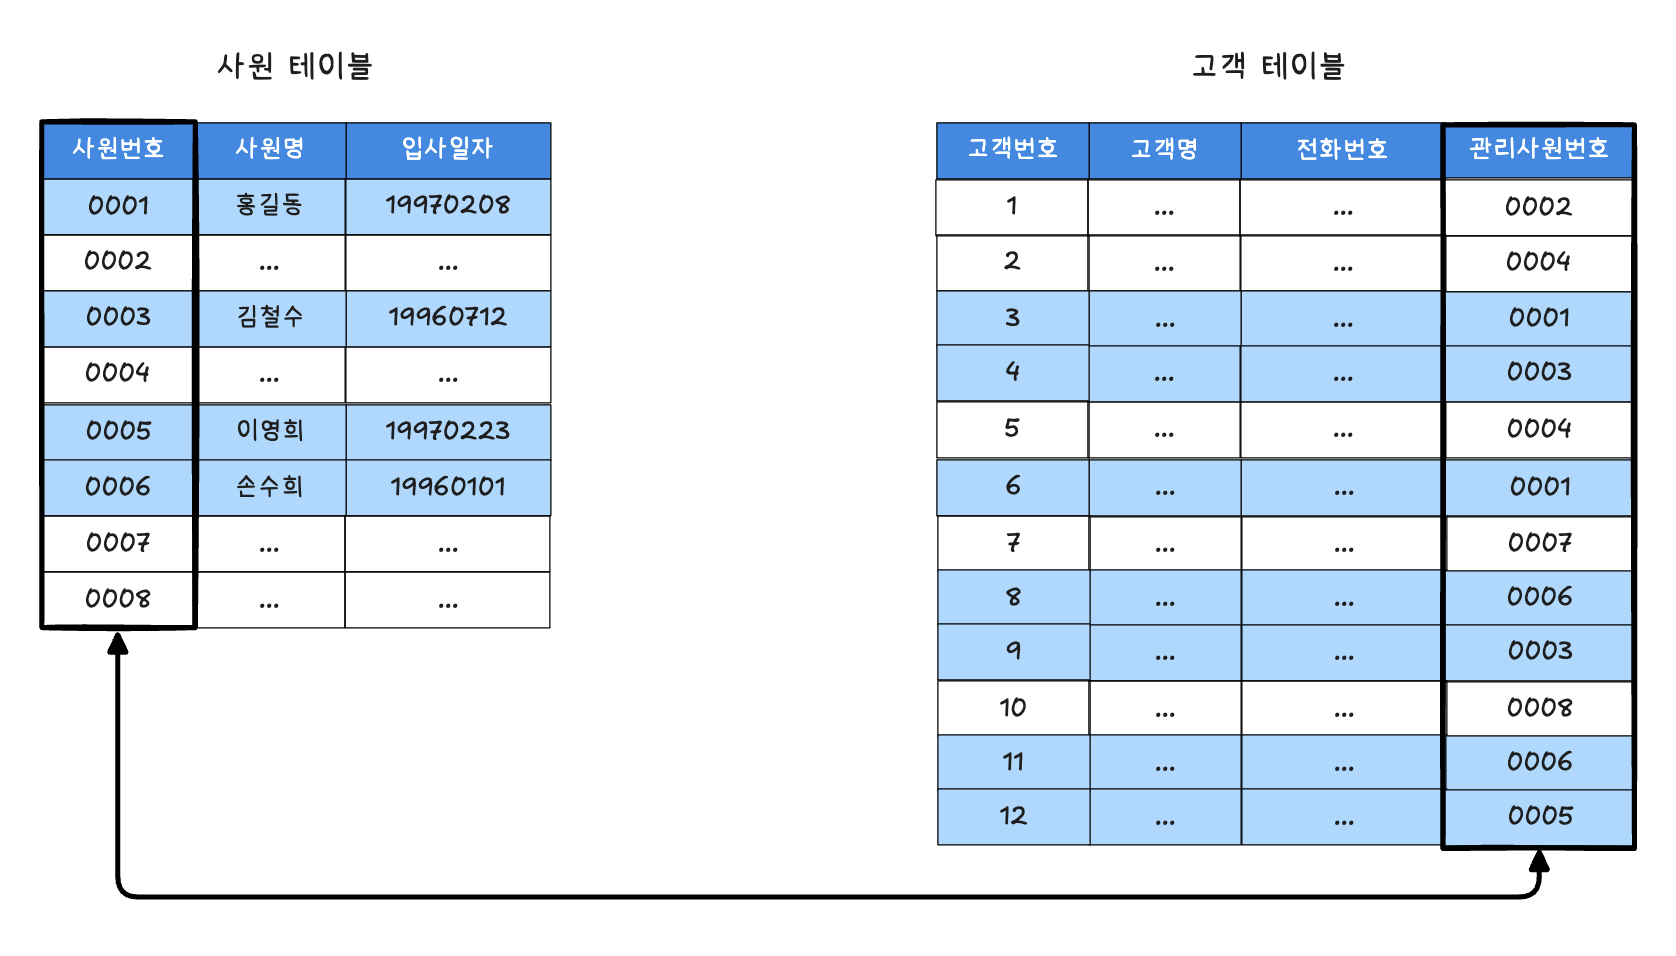 사원 테이블
사원번호 사원명 입사일자
0001 홍길동 19970208
0002 ... ...
0003 김철수 19960712
0004 ... ...
0005 이영희 19970223
0006 손수희 19960101
0007 ... ...
0008 ... ...
고객 테이블
고객번호 고객명 전화번호 관리사원번호
1 ... ... 0002
2 ... ... 0004
3 ... ... 0001
4 ... ... 0003
5 ... ... 0004
6 ... ... 0001
7 ... ... 0007
8 ... ... 0006
9 ... ... 0003
10 ... ... 0008
11 ... ... 0006
12 ... ... 0005